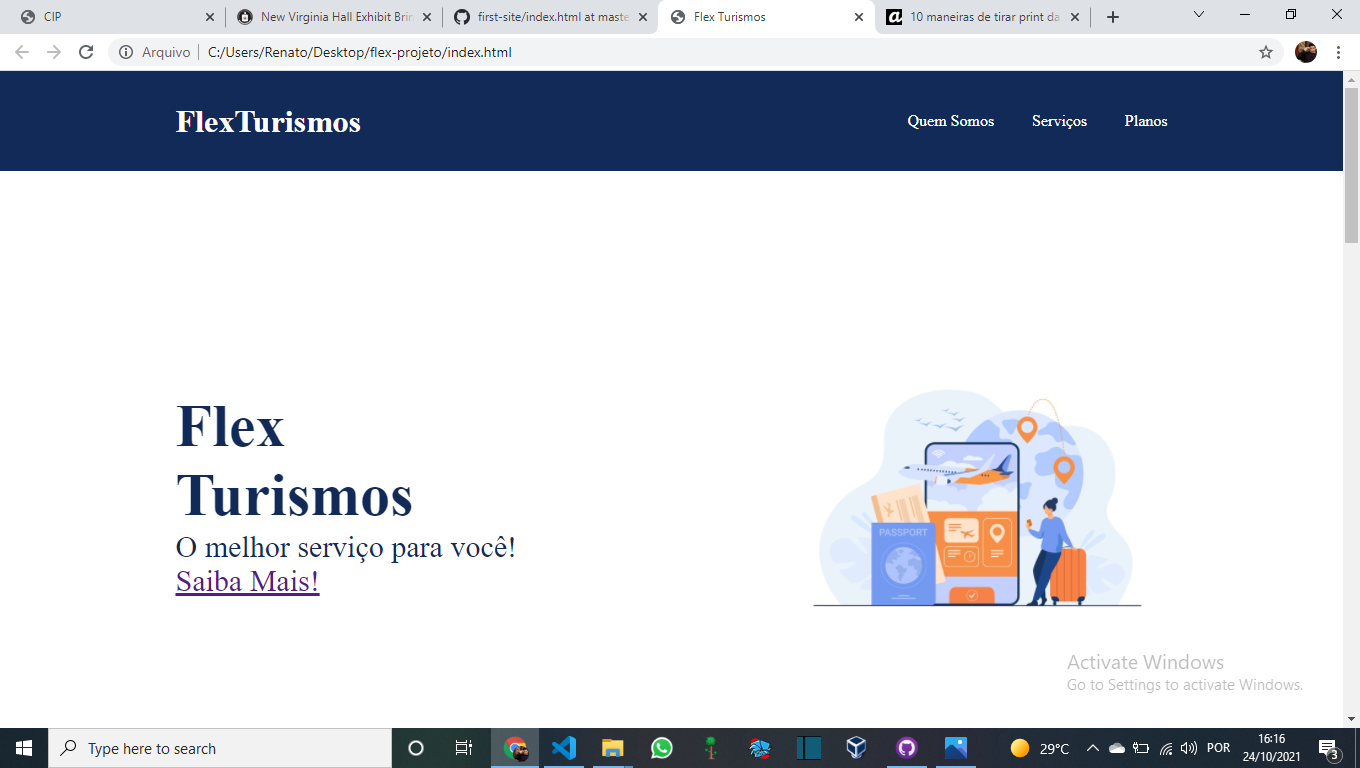 CIP
New Virginia Hall Exhibit Brin
first-site/index.html at maste
Flex Turismos
10 maneiras de tirar print da
Arquivo
C:/Users/Renato/Desktop/flex-projeto/index.html
FlexTurismos
Quem Somos
Serviços
Planos
Flex
Turismos
O melhor serviço para você!
Saiba Mais!
PASSPORT
Activate Windows
Go to Settings to activate Windows.
Type here to search
29°C
POR
16:16
24/10/2021
3